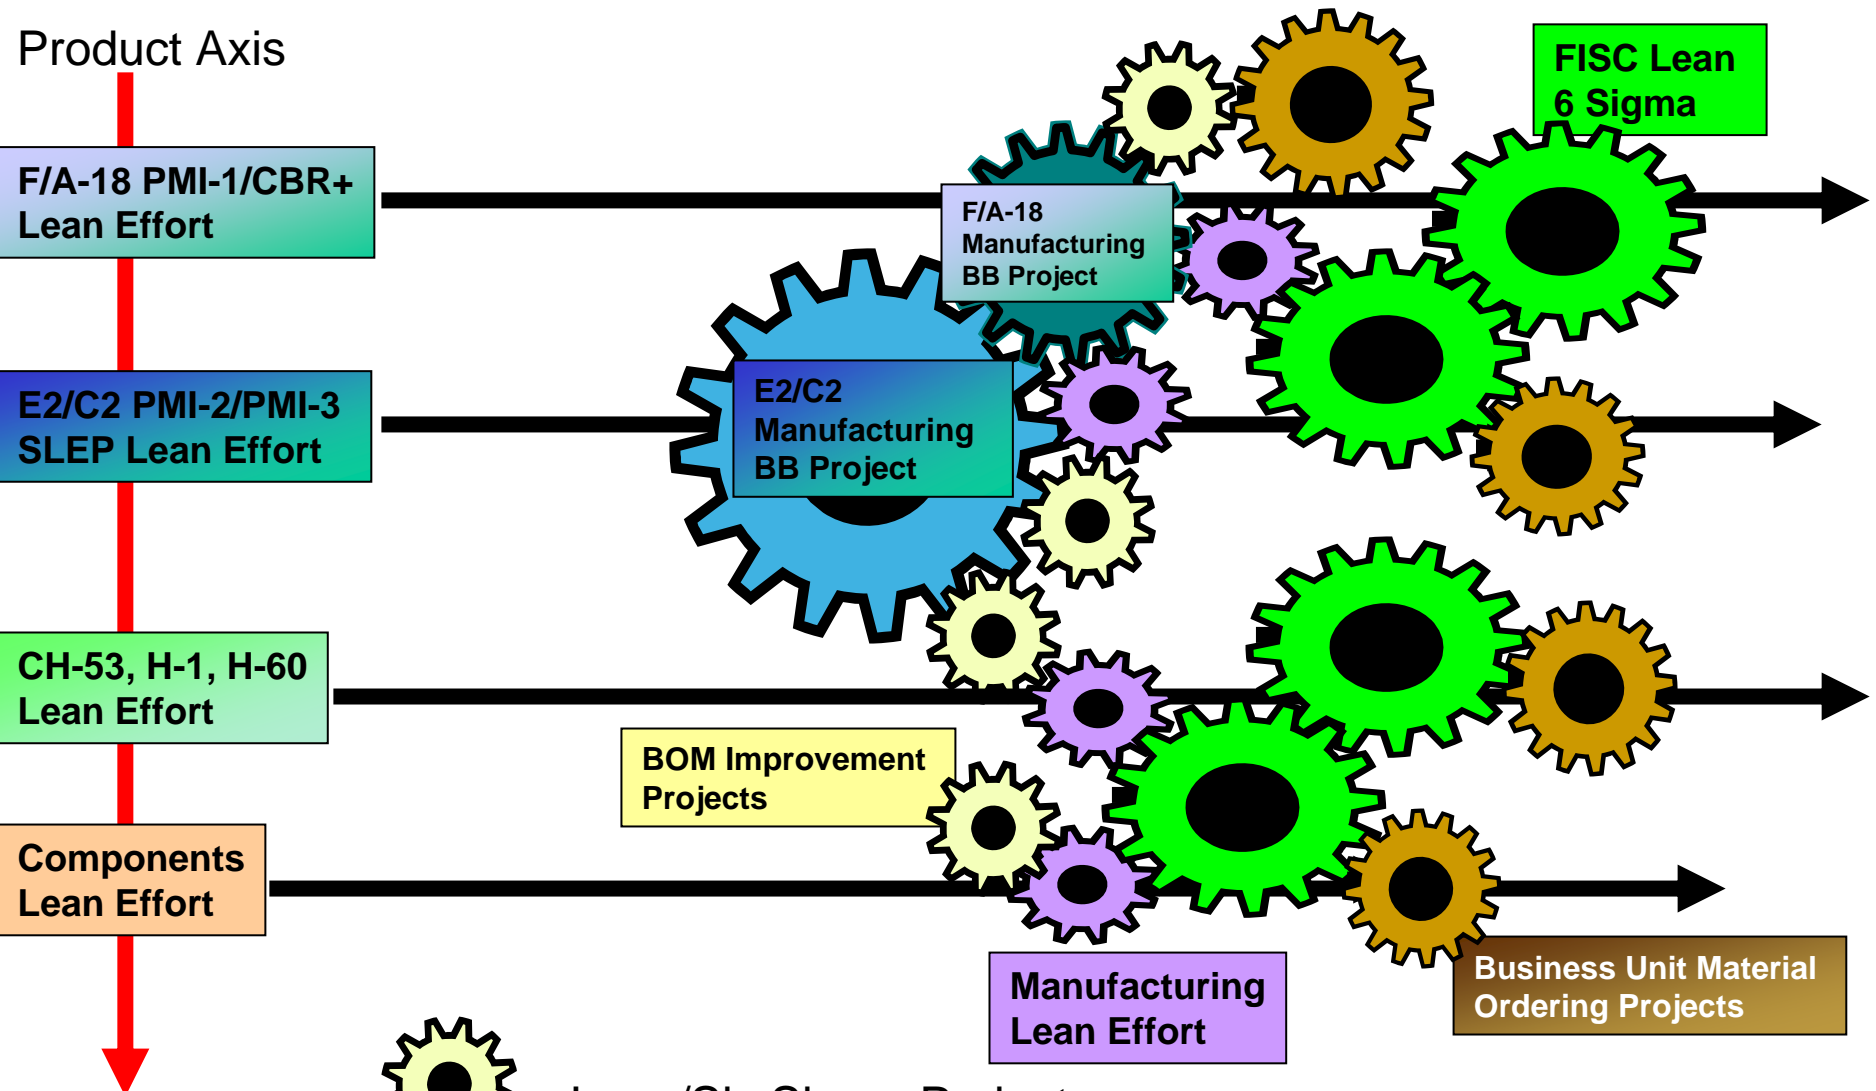 Product Axis
FISC Lean
6 Sigma
F/A-18 PMI-1/CBR+
Lean Effort
F/A-18
Manufacturing
BB Project
E2/C2 PMI-2/PMI-3
SLEP Lean Effort
E2/C2
Manufacturing
BB Project
CH-53, H-1, H-60
Lean Effort
BOM Improvement
Projects
Components
Lean Effort
Manufacturing
Lean Effort
Business Unit Material
Ordering Projects